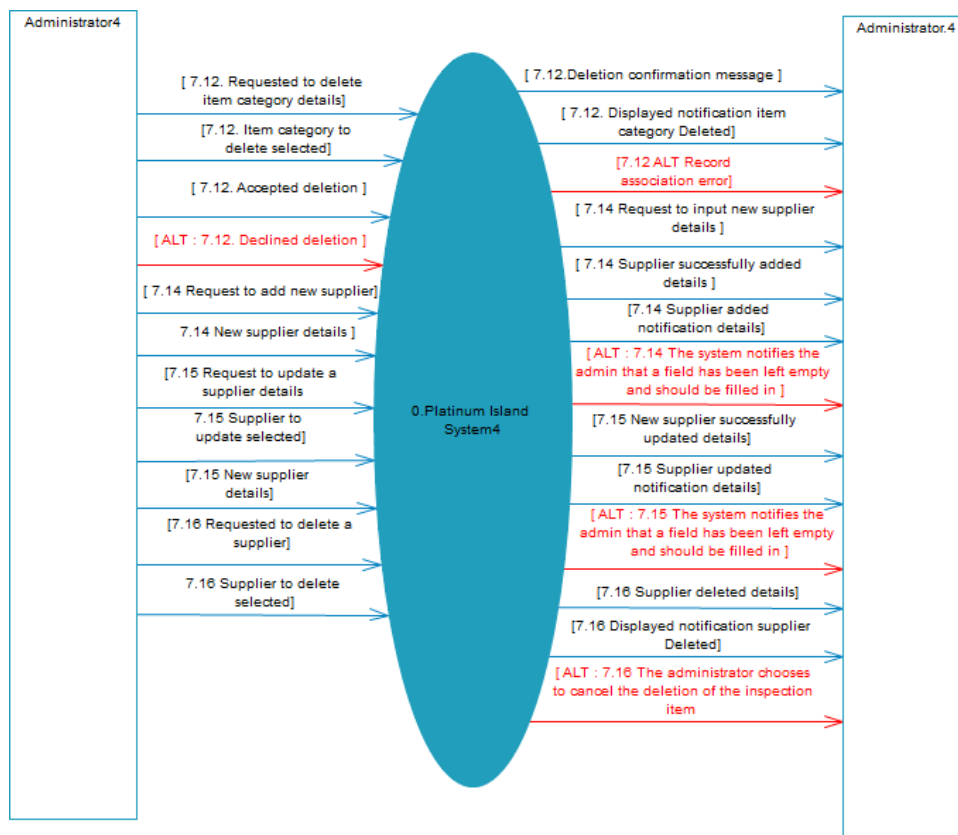 Administrator4
[ 7.12. Requested to delete
item category details]
[7.12. Item category to
delete selected]
[ 7.12. Accepted deletion ]
[ ALT : 7.12. Declined deletion ]
[ 7.14 Request to add new supplier]
7.14 New supplier details ]
[7.15 Request to update a
supplier details
7.15 Supplier to
update selected]
[7.15 New supplier
details]
[7.16 Requested to delete a
supplier]
7.16 Supplier to delete
selected]
0.Platinum Island
System4
Administrator.4
[ 7.12.Deletion confirmation message ]
[ 7.12. Displayed notification item
category Deleted]
[7.12 ALT Record
association error]
[ 7.14 Request to input new supplier
details ]
[ 7.14 Supplier successfully added
details ]
[7.14 Supplier added
notification details]
[ ALT : 7.14 The system notifies the
admin that a field has been left empty
and should be filled in ]
[7.15 New supplier successfully
updated details]
[7.15 Supplier updated
notification details]
[ ALT : 7.15 The system notifies the
admin that a field has been left empty
and should be filled in ]
[7.16 Supplier deleted details]
[7.16 Displayed notification supplier
Deleted]
[ ALT : 7.16 The administrator chooses
to cancel the deletion of the inspection
item